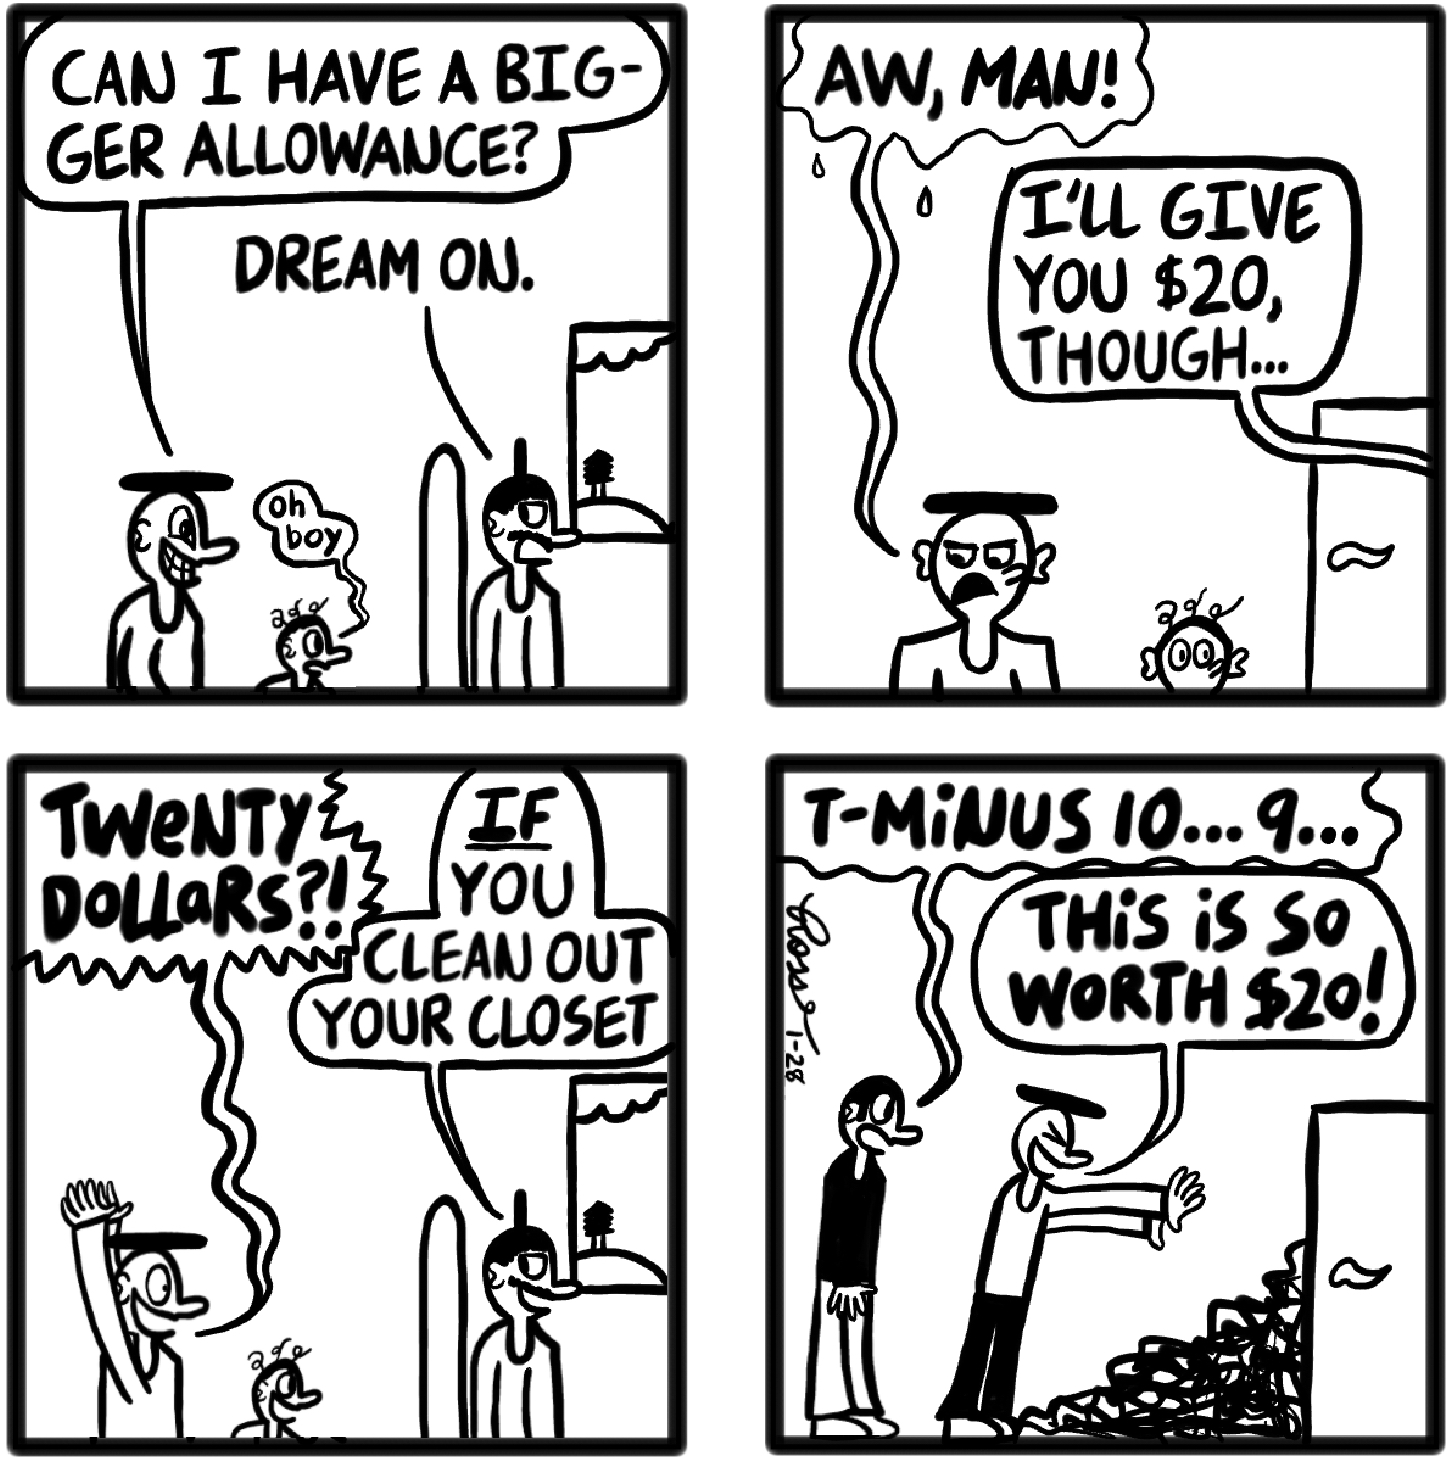 CAN I HAVE A BIG-
GER ALLOWANCE?
DREAM ON.
Oh
boy
AW, MAN!
I'LL GIVE
YOU $20,
THOUGH...
TWeNTY
DoLLaRS?!
IF
YOU
CLEAN OUT
YOUR CLOSET
T-MiNUS 10... 9...
THiS iS SO
WORTH $20!
1-28